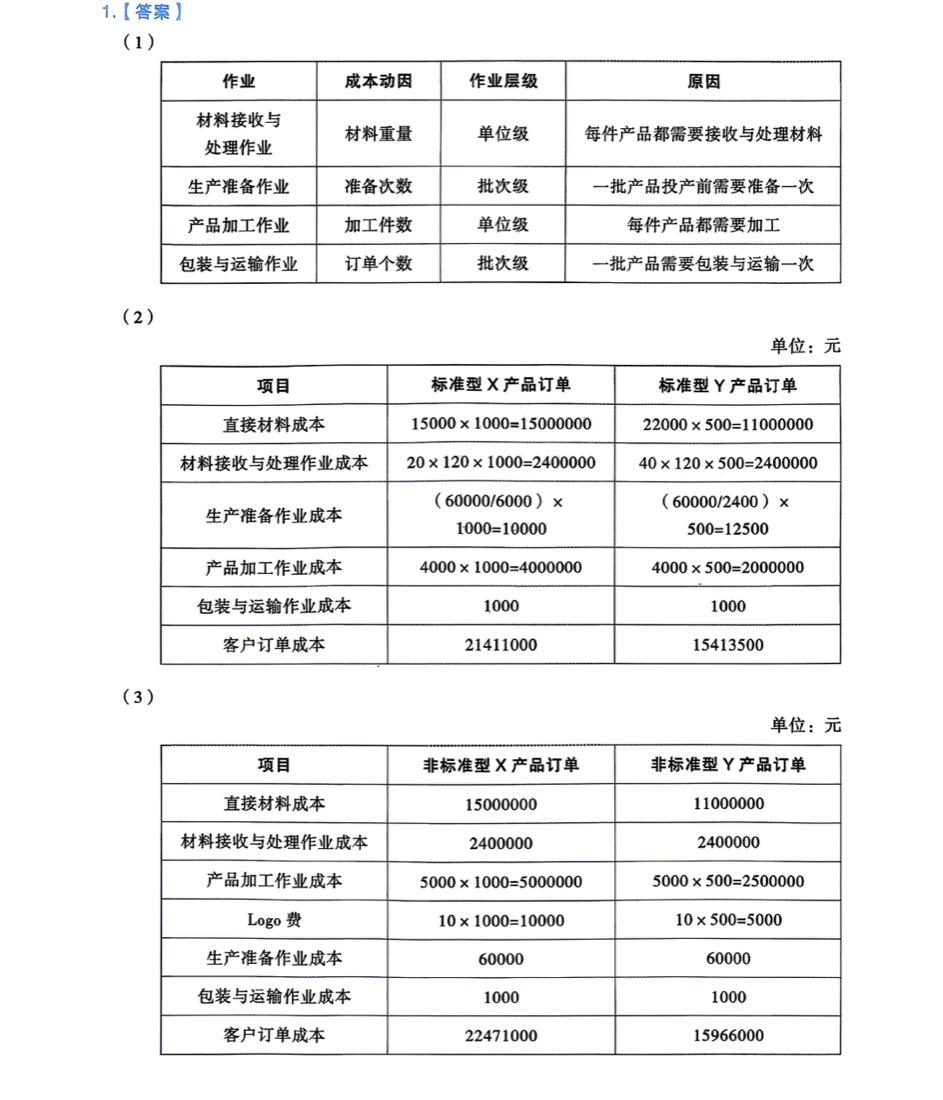 1.【答案】
（1）
作业 成本动因 作业层级 原因
材料接收与
处理作业 材料重量 单位级 每件产品都需要接收与处理材料
生产准备作业 准备次数 批次级 一批产品投产前需要准备一次
产品加工作业 加工件数 单位级 每件产品都需要加工
包装与运输作业 订单个数 批次级 一批产品需要包装与运输一次
（2）
单位：元
项目 标准型 X 产品订单 标准型 Y 产品订单
直接材料成本 15000 × 1000=15000000 22000 × 500=11000000
材料接收与处理作业成本 20 × 120 × 1000=2400000 40 × 120 × 500=2400000
生产准备作业成本 （60000/6000）×
1000=10000 （60000/2400）×
500=12500
产品加工作业成本 4000 × 1000=4000000 4000 × 500=2000000
包装与运输作业成本 1000 1000
客户订单成本 21411000 15413500
（3）
单位：元
项目 非标准型 X 产品订单 非标准型 Y 产品订单
直接材料成本 15000000 11000000
材料接收与处理作业成本 2400000 2400000
产品加工作业成本 5000 × 1000=5000000 5000 × 500=2500000
Logo 费 10 × 1000=10000 10 × 500=5000
生产准备作业成本 60000 60000
包装与运输作业成本 1000 1000
客户订单成本 22471000 15966000